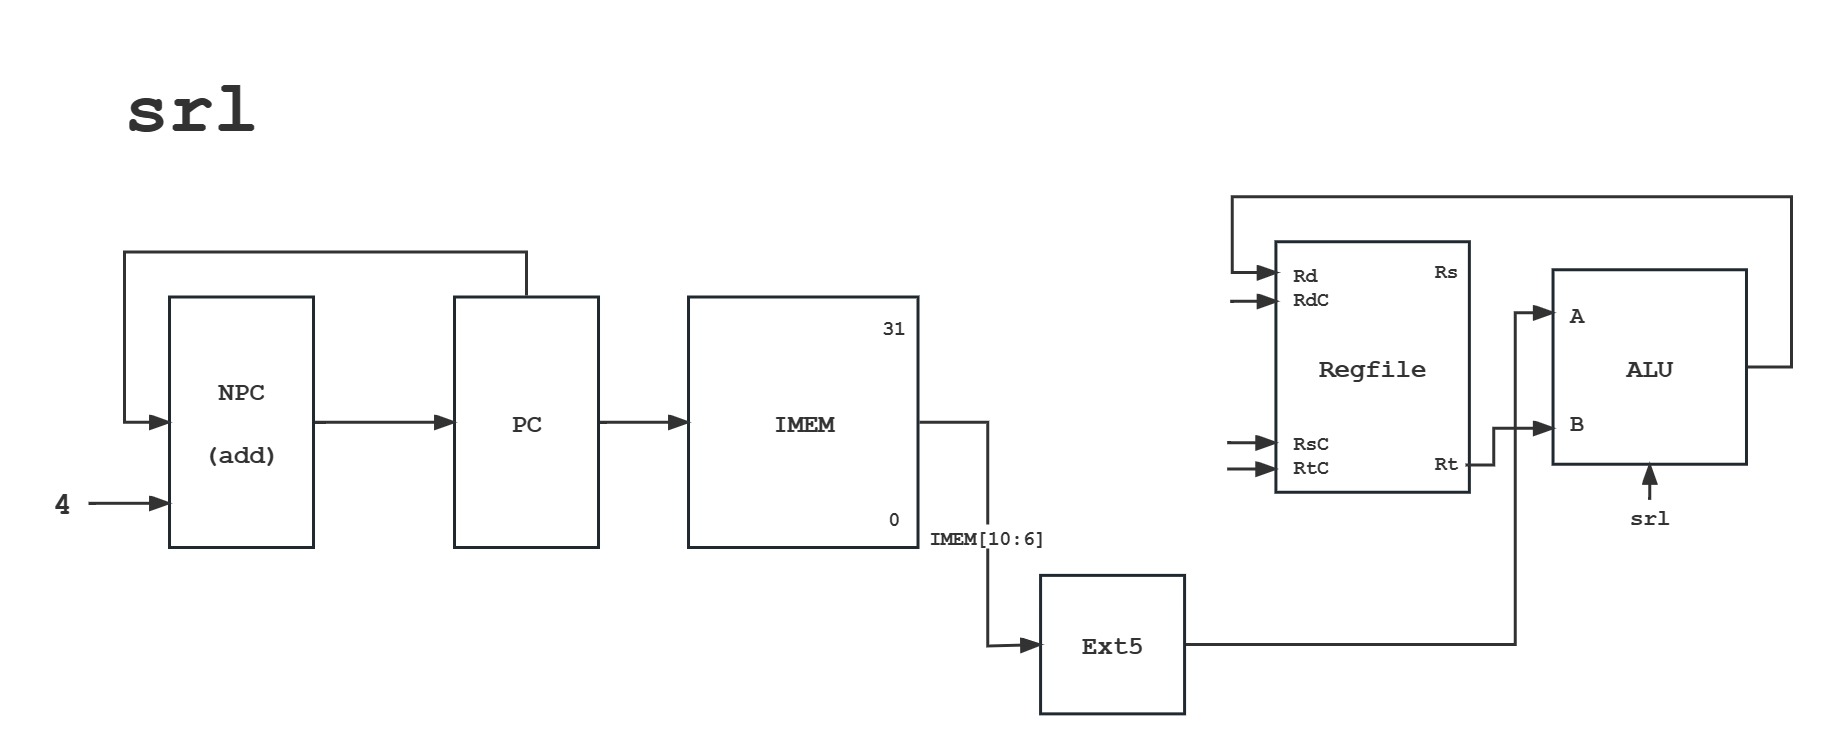 srl
NPC
(add)
4
PC
31
IMEM
0
IMEM[10:6]
Ext5
Rd
RdC
Rs
Regfile
RsC
RtC
Rt
A
ALU
B
srl